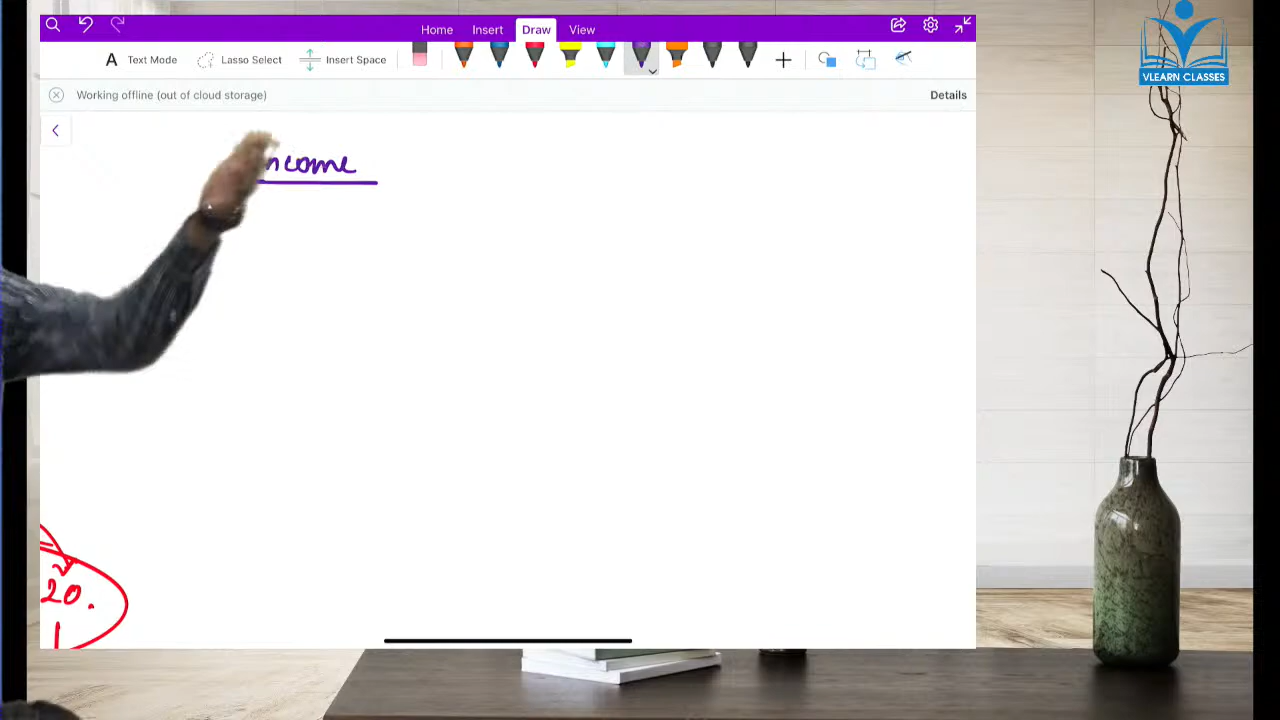 Home Insert Draw View
VLEARN CLASSES
A Text Mode Lasso Select Insert Space
Working offline (out of cloud storage) Details
ncome
20.